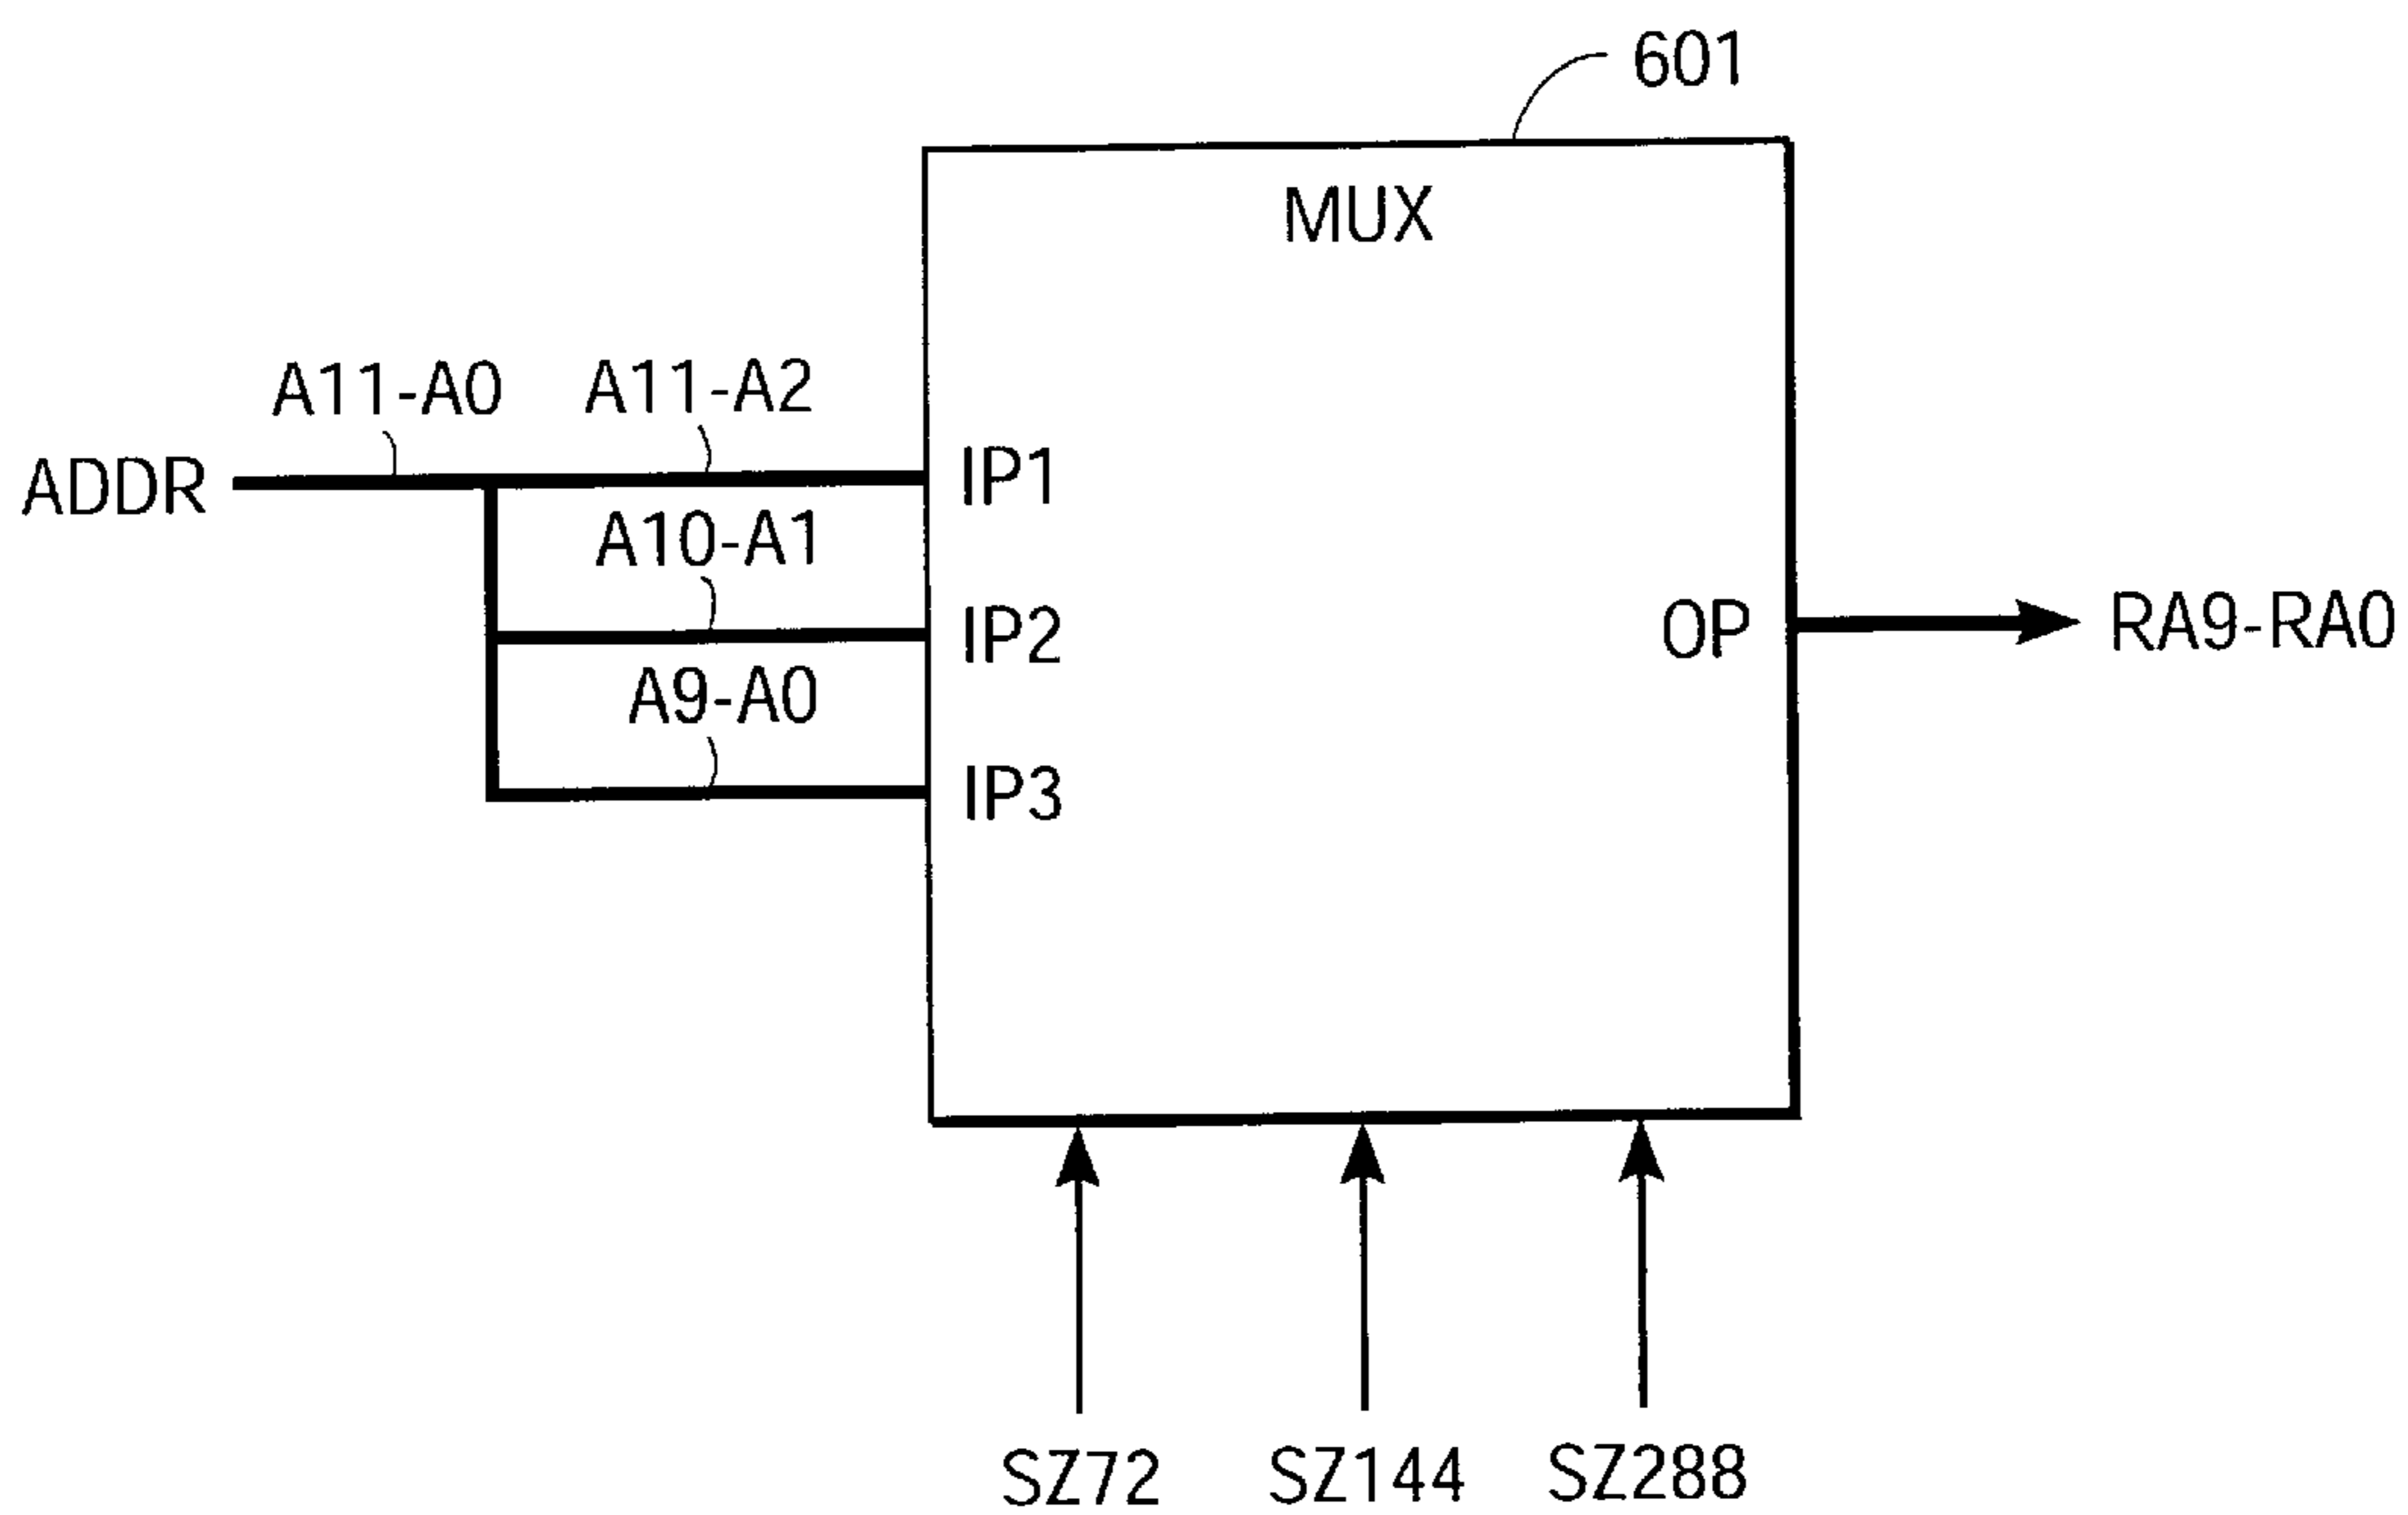 601
MUX
A11-A0
A11-A2
ADDR
IP1
A10-A1
IP2
OP
RA9-RA0
A9-A0
IP3
SZ72
SZ144
SZ288